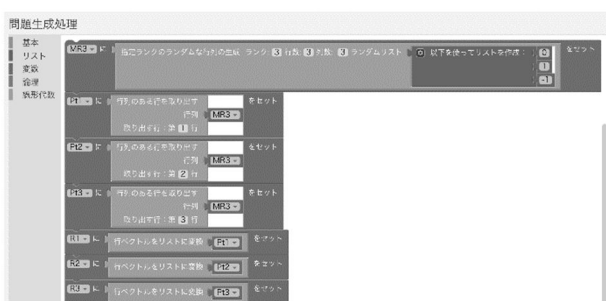 問題生成処理
基本
リスト
変数
論理
線形代数
MR3 に 指定ランクのランダムな行列の生成 ランク: 3 行数: 3 列数: 3 ランダムリスト 以下を使ってリストを作成: 0 をセット
1
-1
Pt1 に 行列のある行を取り出す をセット
行列 MR3
取り出す行:第 1 行
Pt2 に 行列のある行を取り出す をセット
行列 MR3
取り出す行:第 2 行
Pt3 に 行列のある行を取り出す をセット
行列 MR3
取り出す行:第 3 行
R1 に 行ベクトルをリストに変換 Pt1 をセット
R2 に 行ベクトルをリストに変換 Pt2 をセット
R3 に 行ベクトルをリストに変換 Pt3 をセット